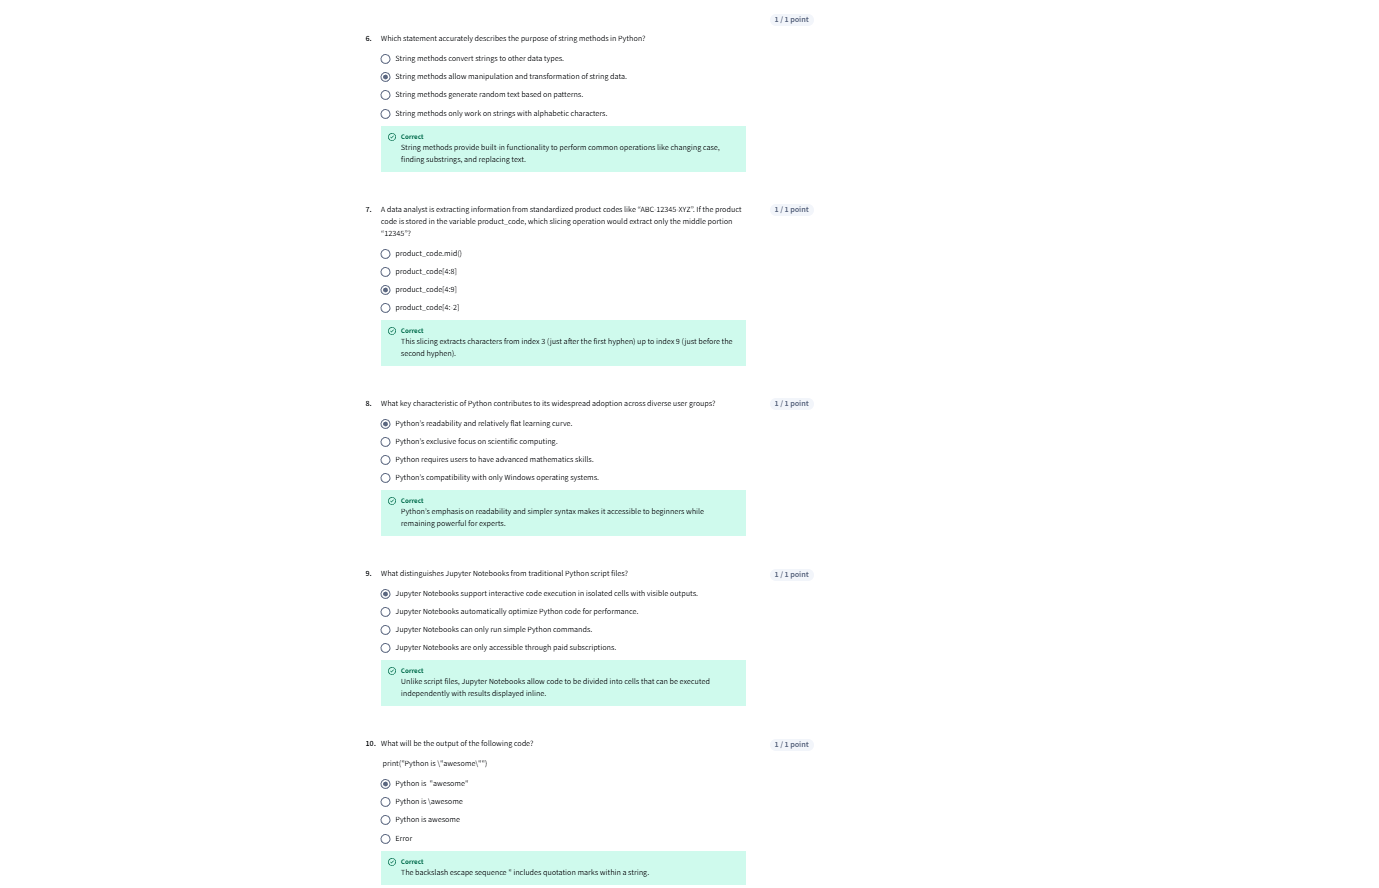 1 / 1 point
6. Which statement accurately describes the purpose of string methods in Python?
String methods convert strings to other data types.
String methods allow manipulation and transformation of string data.
String methods generate random text based on patterns.
String methods only work on strings with alphabetic characters.
Correct
String methods provide built-in functionality to perform common operations like changing case,
finding substrings, and replacing text.
7. A data analyst is extracting information from standardized product codes like “ABC-12345-XYZ”. If the product 1 / 1 point
code is stored in the variable product_code, which slicing operation would extract only the middle portion
“12345”?
product_code.mid()
product_code[4:8]
product_code[4:9]
product_code[4:-2]
Correct
This slicing extracts characters from index 3 (just after the first hyphen) up to index 9 (just before the
second hyphen).
8. What key characteristic of Python contributes to its widespread adoption across diverse user groups? 1 / 1 point
Python’s readability and relatively flat learning curve.
Python’s exclusive focus on scientific computing.
Python requires users to have advanced mathematics skills.
Python’s compatibility with only Windows operating systems.
Correct
Python’s emphasis on readability and simpler syntax makes it accessible to beginners while
remaining powerful for experts.
9. What distinguishes Jupyter Notebooks from traditional Python script files? 1 / 1 point
Jupyter Notebooks support interactive code execution in isolated cells with visible outputs.
Jupyter Notebooks automatically optimize Python code for performance.
Jupyter Notebooks can only run simple Python commands.
Jupyter Notebooks are only accessible through paid subscriptions.
Correct
Unlike script files, Jupyter Notebooks allow code to be divided into cells that can be executed
independently with results displayed inline.
10. What will be the output of the following code? 1 / 1 point
print("Python is \"awesome\"")
Python is "awesome"
Python is \awesome
Python is awesome
Error
Correct
The backslash escape sequence " includes quotation marks within a string.